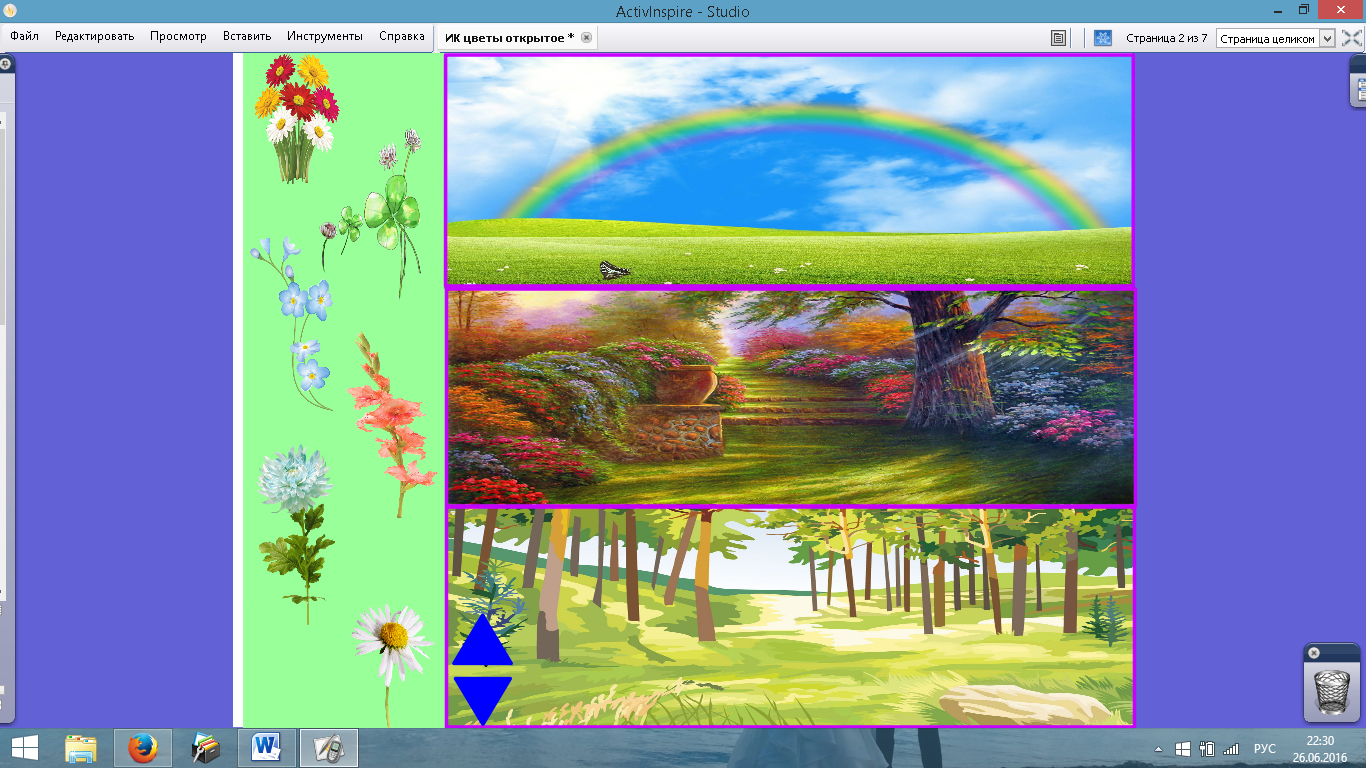 ActivInspire - Studio
Файл Редактировать Просмотр Вставить Инструменты Справка ИК цветы открытое * Страница 2 из 7 Страница целиком
РУС 22:30
26.06.2016